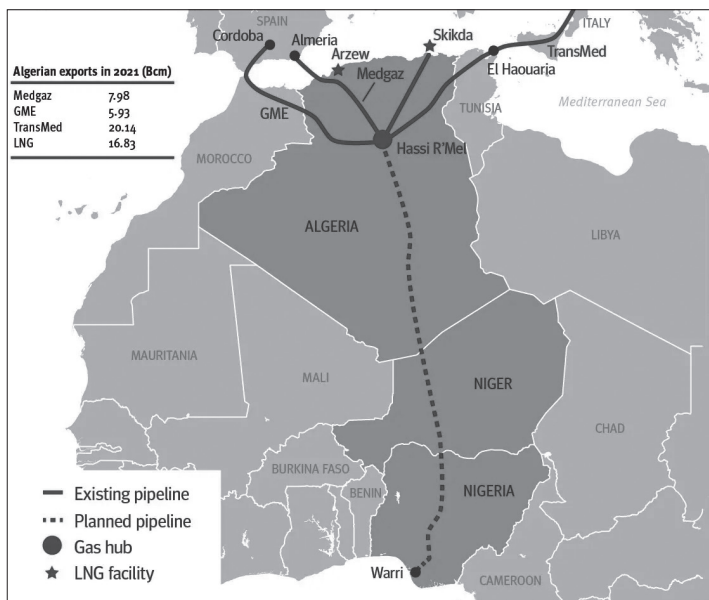 SPAIN
ITALY
Cordoba
Almeria
Skikda
Arzew
TransMed
El Haouaria
Medgaz
Algerian exports in 2021 (Bcm)
Medgaz 7.98
GME 5.93
TransMed 20.14
LNG 16.83
GME
TUNISIA
Mediterranean Sea
Hassi R'Mel
MOROCCO
ALGERIA
LIBYA
MAURITANIA
MALI
NIGER
CHAD
BURKINA FASO
BENIN
NIGERIA
Existing pipeline
Planned pipeline
Gas hub
LNG facility
Warri
CAMEROON